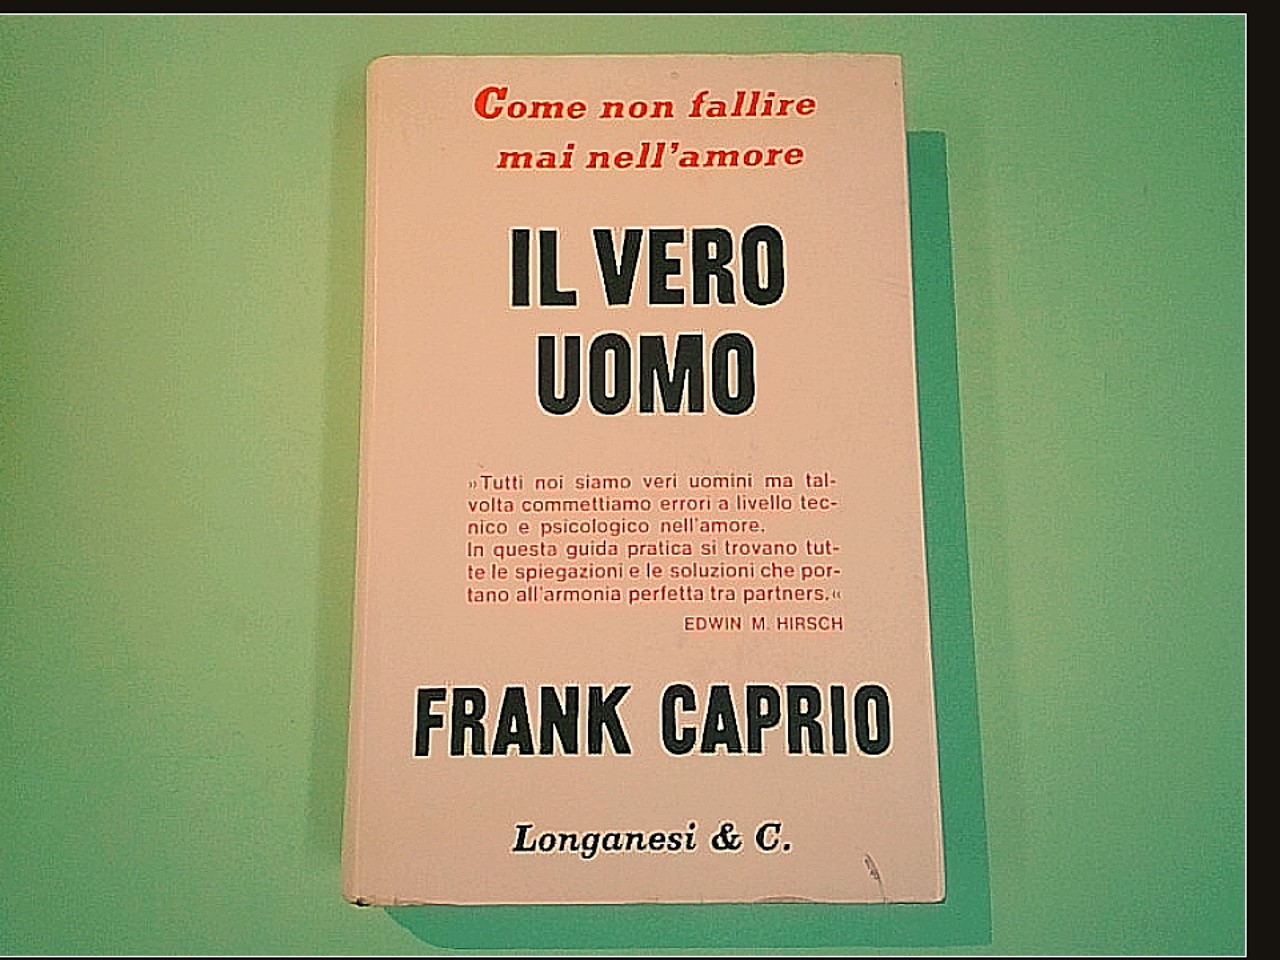 Come non fallire
mai nell'amore
IL VERO
UOMO
»Tutti noi siamo veri uomini ma tal-
volta commettiamo errori a livello tec-
nico e psicologico nell'amore.
In questa guida pratica si trovano tut-
te le spiegazioni e le soluzioni che por-
tano all'armonia perfetta tra partners.«
EDWIN M. HIRSCH
FRANK CAPRIO
Longanesi & C.